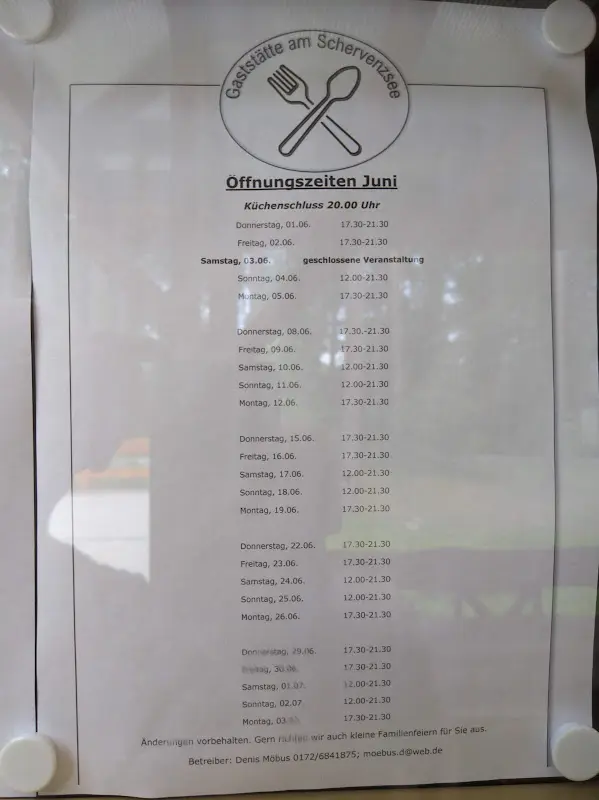 Gaststätte am Schervenzsee
Öffnungszeiten Juni
Küchenschluss 20.00 Uhr
Donnerstag, 01.06. 17.30-21.30
Freitag, 02.06. 17.30-21.30
Samstag, 03.06. geschlossene Veranstaltung
Sonntag, 04.06. 12.00-21.30
Montag, 05.06. 17.30-21.30
Donnerstag, 08.06. 17.30.-21.30
Freitag, 09.06. 17.30-21.30
Samstag, 10.06. 12.00-21.30
Sonntag, 11.06. 12.00-21.30
Montag, 12.06. 17.30-21.30
Donnerstag, 15.06. 17.30-21.30
Freitag, 16.06. 17.30-21.30
Samstag, 17.06. 12.00-21.30
Sonntag, 18.06. 12.00-21.30
Montag, 19.06. 17.30-21.30
Donnerstag, 22.06. 17.30-21.30
Freitag, 23.06. 17.30-21.30
Samstag, 24.06. 12.00-21.30
Sonntag, 25.06. 12.00-21.30
Montag, 26.06. 17.30-21.30
Donnerstag, 29.06. 17.30-21.30
Freitag, 30.06. 17.30-21.30
Samstag, 01.07. 12.00-21.30
Sonntag, 02.07 12.00-21.30
Montag, 17.30-21.30
Änderungen vorbehalten. Gern richten wir auch kleine Familienfeiern für Sie aus.
Betreiber: Denis Möbus 0172/6841875; moebus.d@web.de